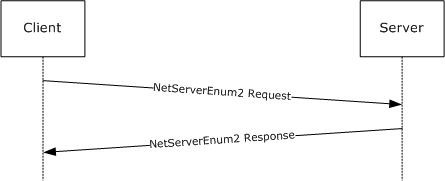 Client
Server
NetServerEnum2 Request
NetServerEnum2 Response